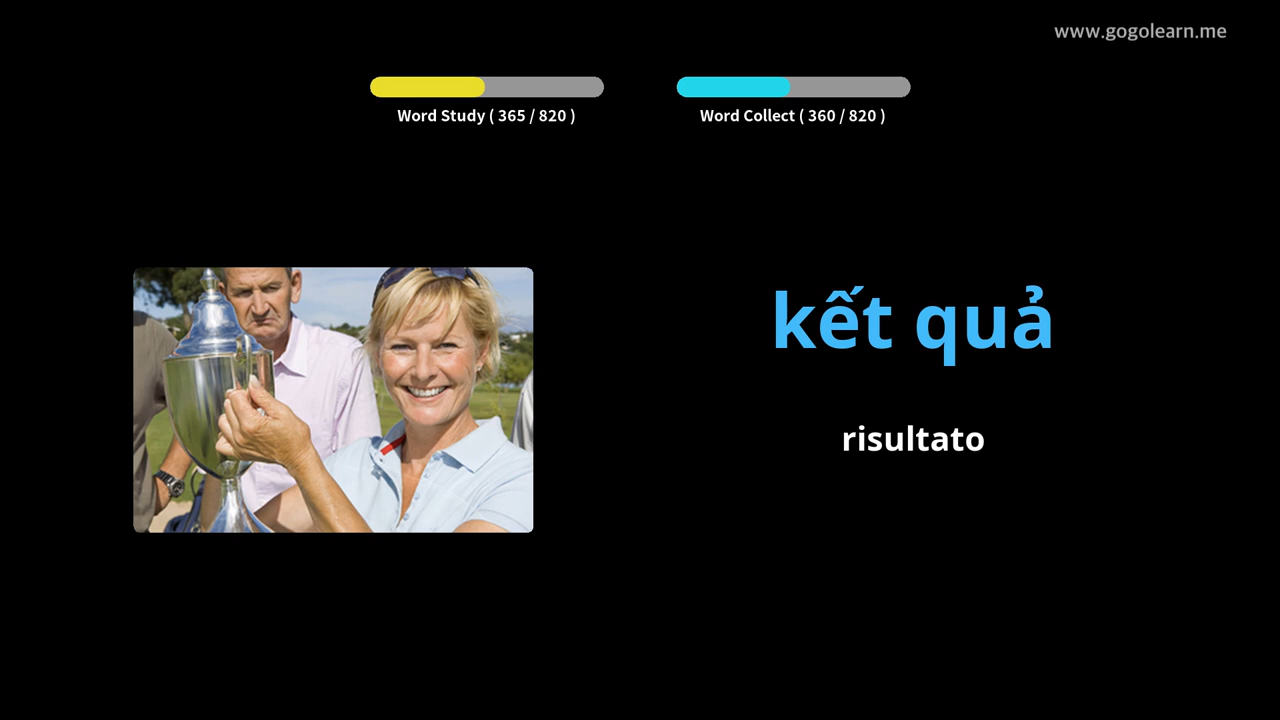 www.gogolearn.me
Word Study ( 365 / 820 )
Word Collect ( 360 / 820 )
kết quả
risultato